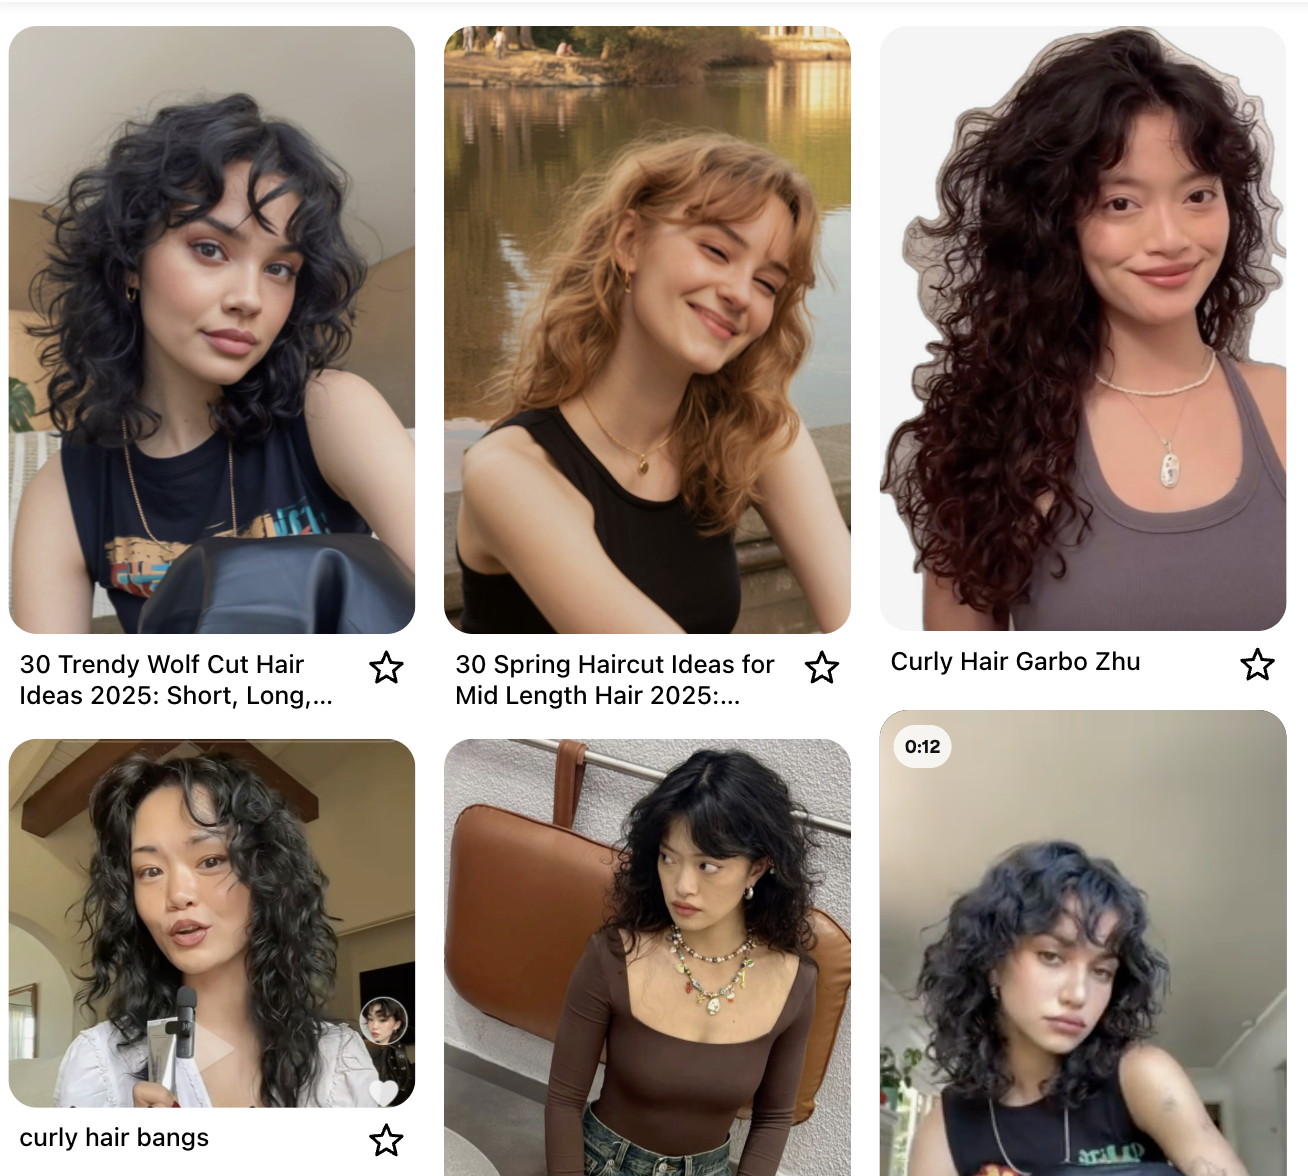 30 Trendy Wolf Cut Hair
Ideas 2025: Short, Long,...
30 Spring Haircut Ideas for
Mid Length Hair 2025:...
Curly Hair Garbo Zhu
0:12
curly hair bangs